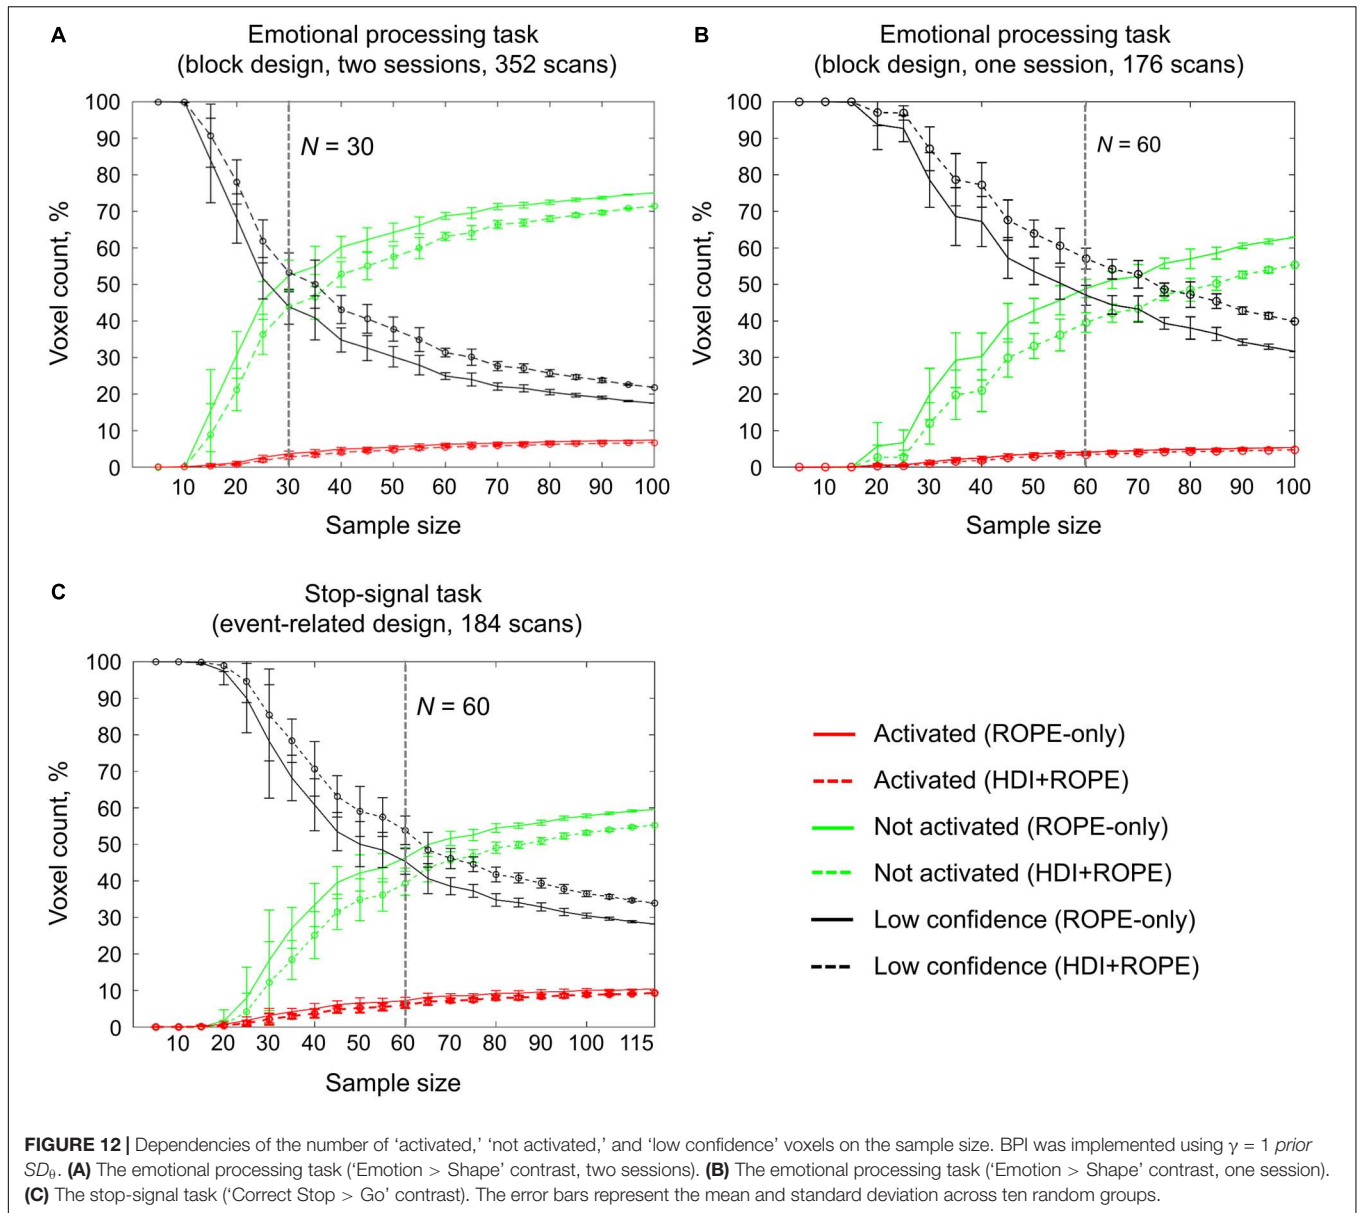 A
Emotional processing task
(block design, two sessions, 352 scans)
100
90
80
70
60
50
40
30
20
10
0
Voxel count, %
N = 30
10 20 30 40 50 60 70 80 90 100
Sample size
B
Emotional processing task
(block design, one session, 176 scans)
100
90
80
70
60
50
40
30
20
10
0
Voxel count, %
N = 60
10 20 30 40 50 60 70 80 90 100
Sample size
C
Stop-signal task
(event-related design, 184 scans)
100
90
80
70
60
50
40
30
20
10
0
Voxel count, %
N = 60
10 20 30 40 50 60 70 80 90 100 115
Sample size
Activated (ROPE-only)
Activated (HDI+ROPE)
Not activated (ROPE-only)
Not activated (HDI+ROPE)
Low confidence (ROPE-only)
Low confidence (HDI+ROPE)
FIGURE 12 | Dependencies of the number of ‘activated,’ ‘not activated,’ and ‘low confidence’ voxels on the sample size. BPI was implemented using γ = 1 prior
SDθ. (A) The emotional processing task (‘Emotion > Shape’ contrast, two sessions). (B) The emotional processing task (‘Emotion > Shape’ contrast, one session).
(C) The stop-signal task (‘Correct Stop > Go’ contrast). The error bars represent the mean and standard deviation across ten random groups.